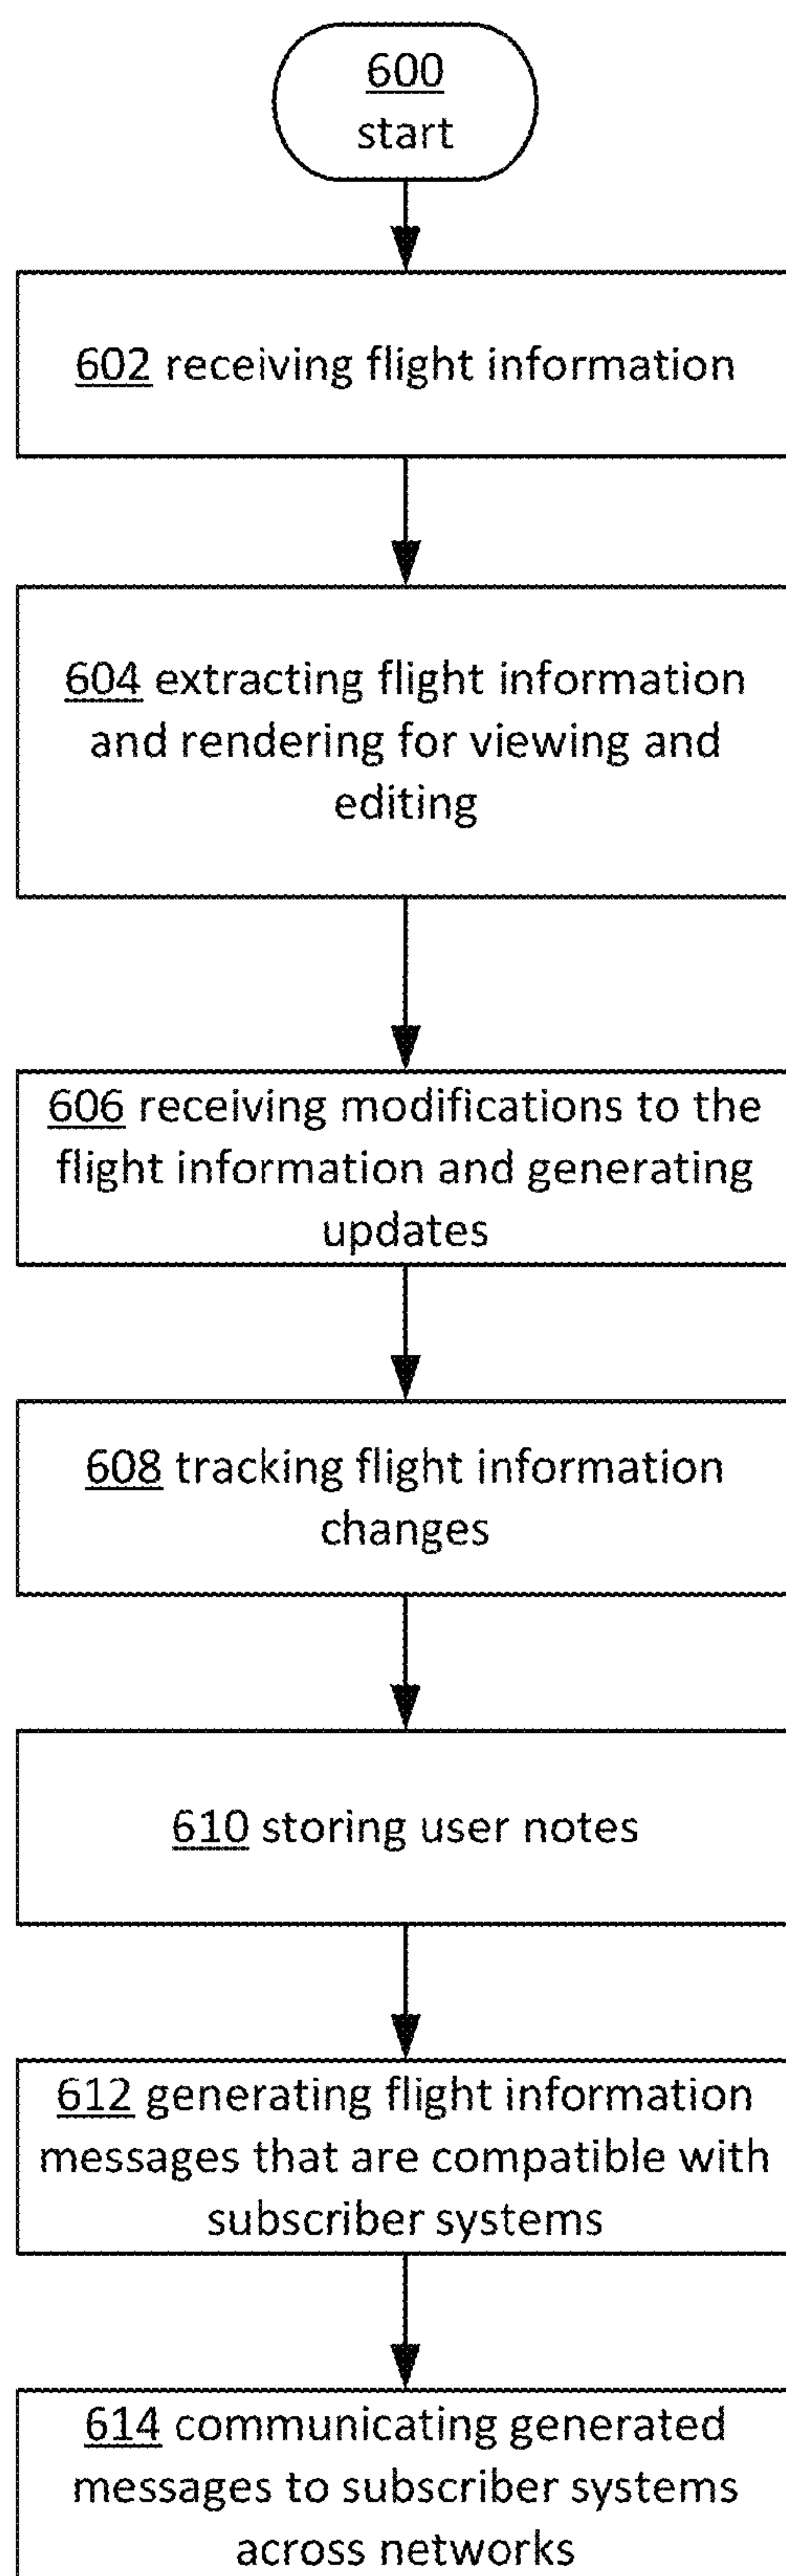 600
start
602 receiving flight information
604 extracting flight information
and rendering for viewing and
editing
606 receiving modifications to the
flight information and generating
updates
608 tracking flight information
changes
610 storing user notes
612 generating flight information
messages that are compatible with
subscriber systems
614 communicating generated
messages to subscriber systems
across networks